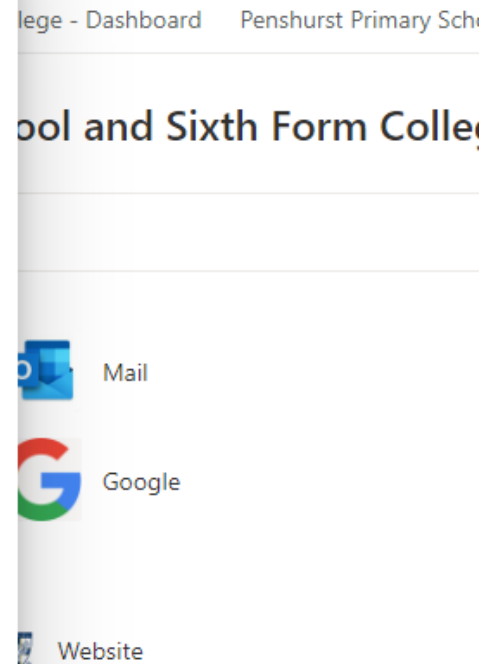 lege - Dashboard Penshurst Primary Scho
ool and Sixth Form Colleg
Mail
Google
Website